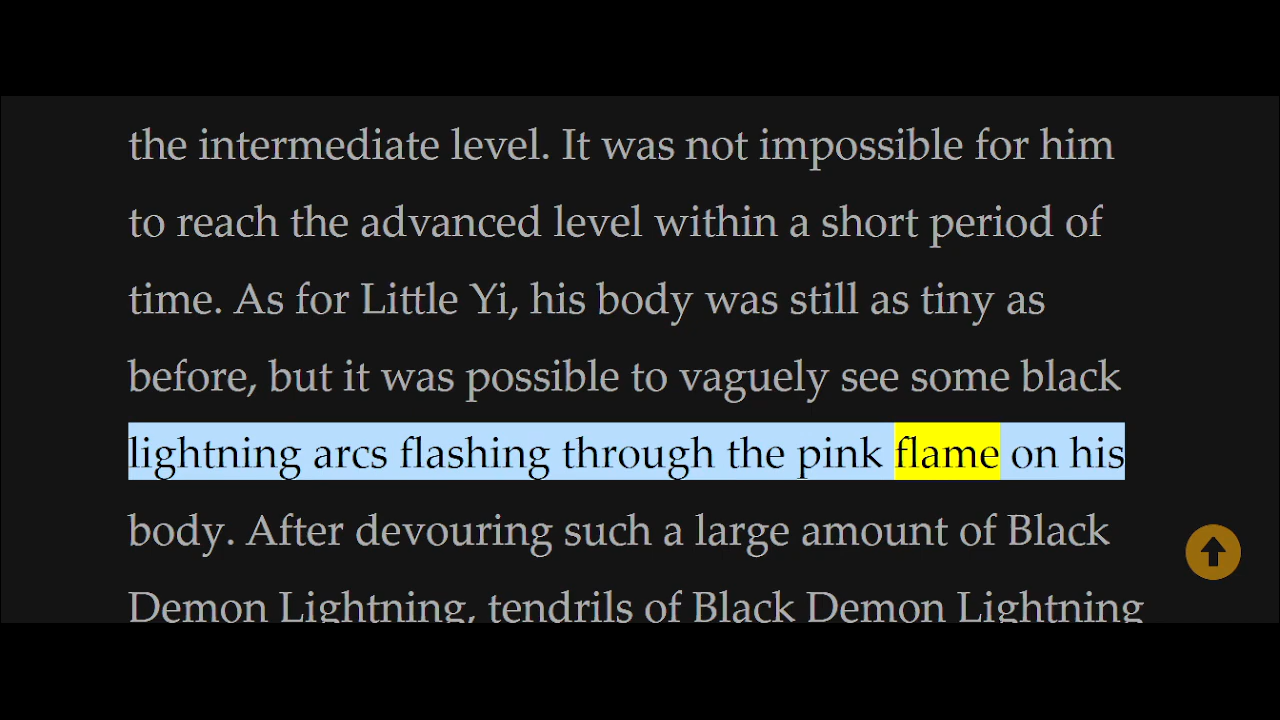 the intermediate level. It was not impossible for him
to reach the advanced level within a short period of
time. As for Little Yi, his body was still as tiny as
before, but it was possible to vaguely see some black
lightning arcs flashing through the pink flame on his
body. After devouring such a large amount of Black
Demon Lightning, tendrils of Black Demon Lightning